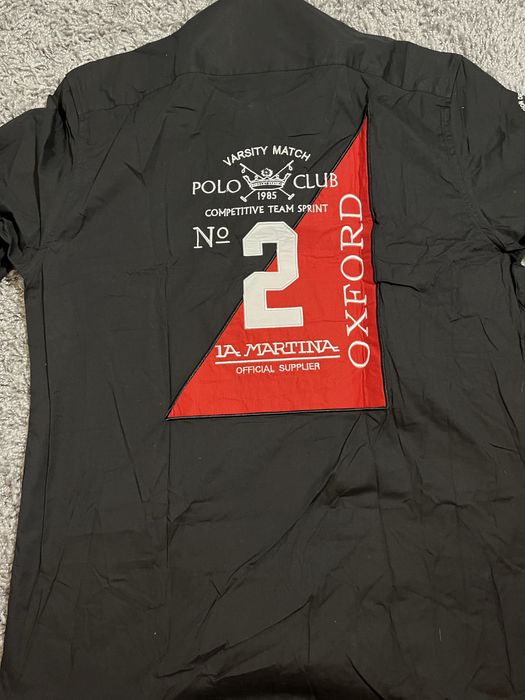 VARSITY MATCH
POLO CLUB
1985
COMPETITIVE TEAM SPRINT
No
2
OXFORD
LA MARTINA
OFFICIAL SUPPLIER